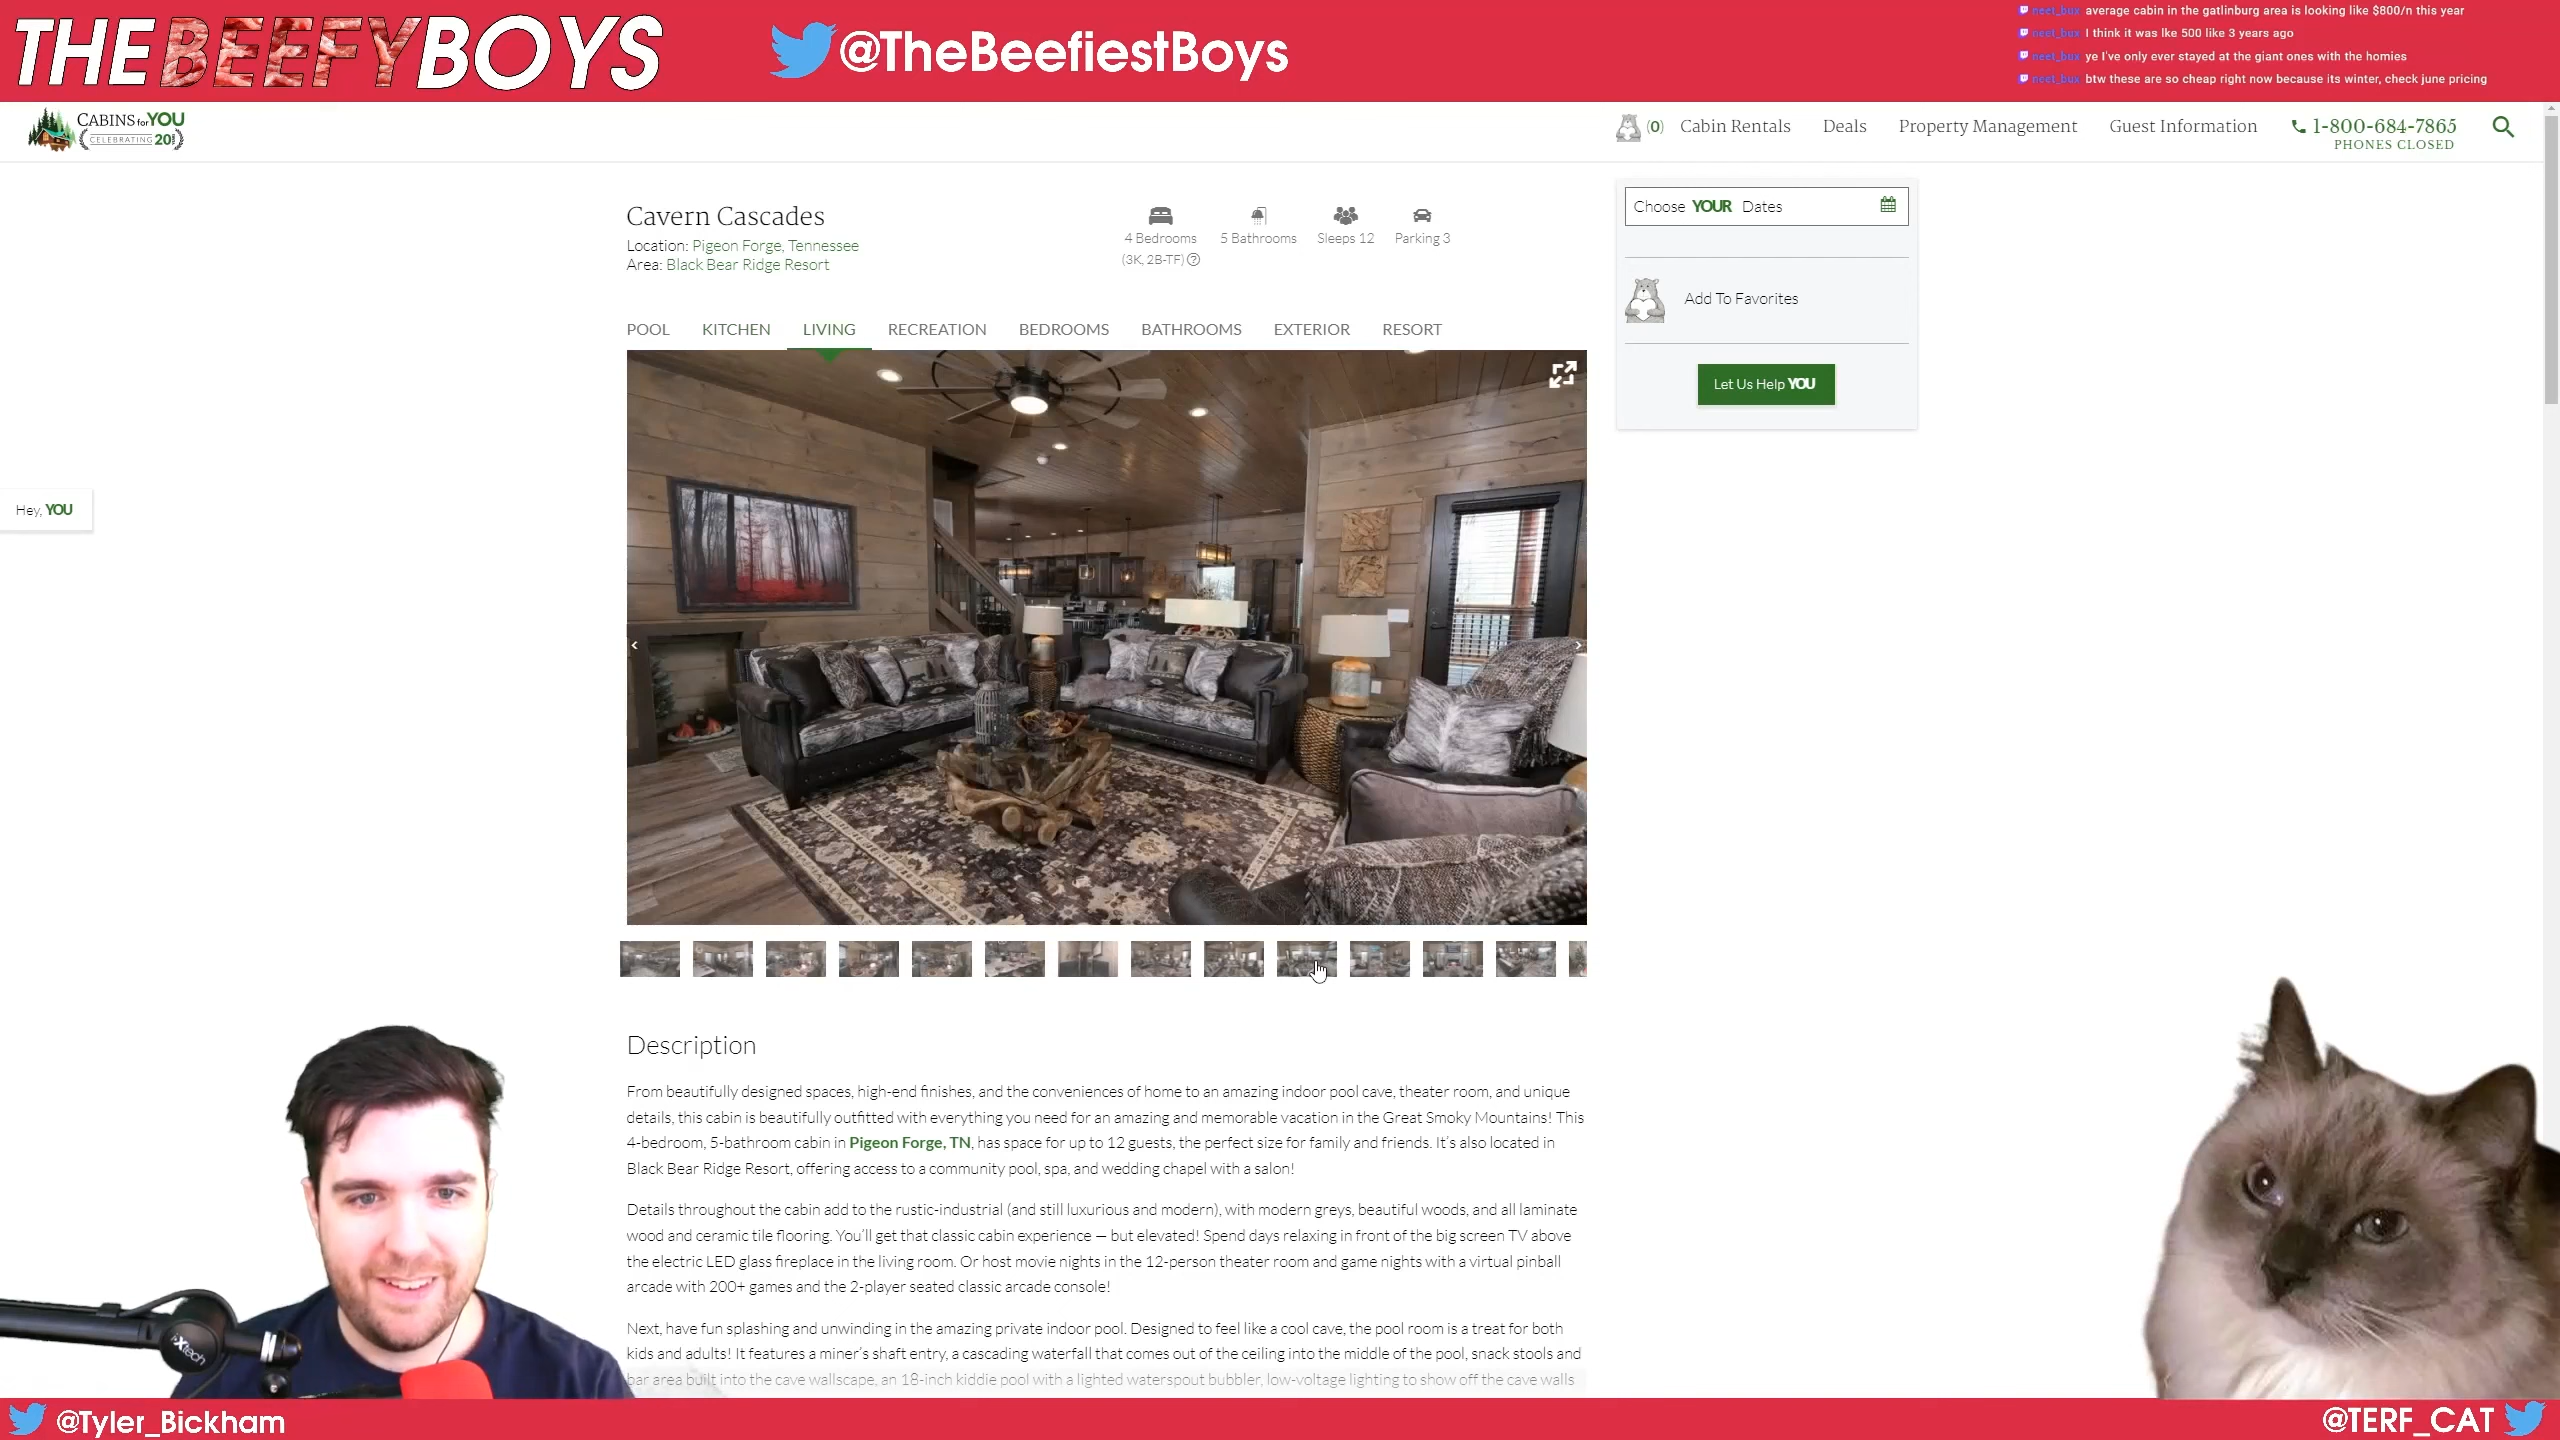 THE BEEFY BOYS
@TheBeefiestBoys
neet_bux average cabin in the gatlinburg area is looking like $800/n this year
neet_bux I think it was lke 500 like 3 years ago
neet_bux ye I've only ever stayed at the giant ones with the homies
neet_bux btw these are so cheap right now because its winter, check june pricing
CABINS for YOU
CELEBRATING 20
(0) Cabin Rentals Deals Property Management Guest Information 1-800-684-7865
PHONES CLOSED
Cavern Cascades
Location: Pigeon Forge, Tennessee
Area: Black Bear Ridge Resort
4 Bedrooms 5 Bathrooms Sleeps 12 Parking 3
(3K, 2B-TF) ?
Choose YOUR Dates
Add To Favorites
Let Us Help YOU
POOL KITCHEN LIVING RECREATION BEDROOMS BATHROOMS EXTERIOR RESORT
Hey, YOU
Description
From beautifully designed spaces, high-end finishes, and the conveniences of home to an amazing indoor pool cave, theater room, and unique
details, this cabin is beautifully outfitted with everything you need for an amazing and memorable vacation in the Great Smoky Mountains! This
4-bedroom, 5-bathroom cabin in Pigeon Forge, TN, has space for up to 12 guests, the perfect size for family and friends. It's also located in
Black Bear Ridge Resort, offering access to a community pool, spa, and wedding chapel with a salon!
Details throughout the cabin add to the rustic-industrial (and still luxurious and modern), with modern greys, beautiful woods, and all laminate
wood and ceramic tile flooring. You'll get that classic cabin experience — but elevated! Spend days relaxing in front of the big screen TV above
the electric LED glass fireplace in the living room. Or host movie nights in the 12-person theater room and game nights with a virtual pinball
arcade with 200+ games and the 2-player seated classic arcade console!
Next, have fun splashing and unwinding in the amazing private indoor pool. Designed to feel like a cool cave, the pool room is a treat for both
kids and adults! It features a miner's shaft entry, a cascading waterfall that comes out of the ceiling into the middle of the pool, snack stools and
bar area built into the cave wallscape, an 18-inch kiddie pool with a lighted waterspout bubbler, low-voltage lighting to show off the cave walls
@Tyler_Bickham
@TERF_CAT